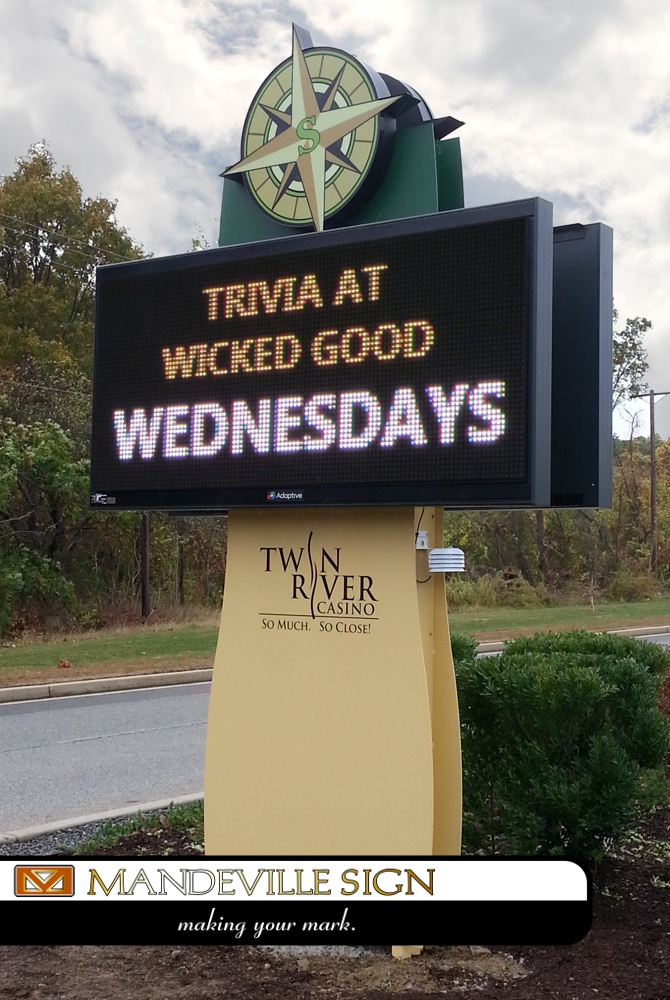 S
TRIVIA AT
WICKED GOOD
WEDNESDAYS
Adaptive
TWIN
RIVER
CASINO
SO MUCH. SO CLOSE!
MANDEVILLE SIGN
making your mark.